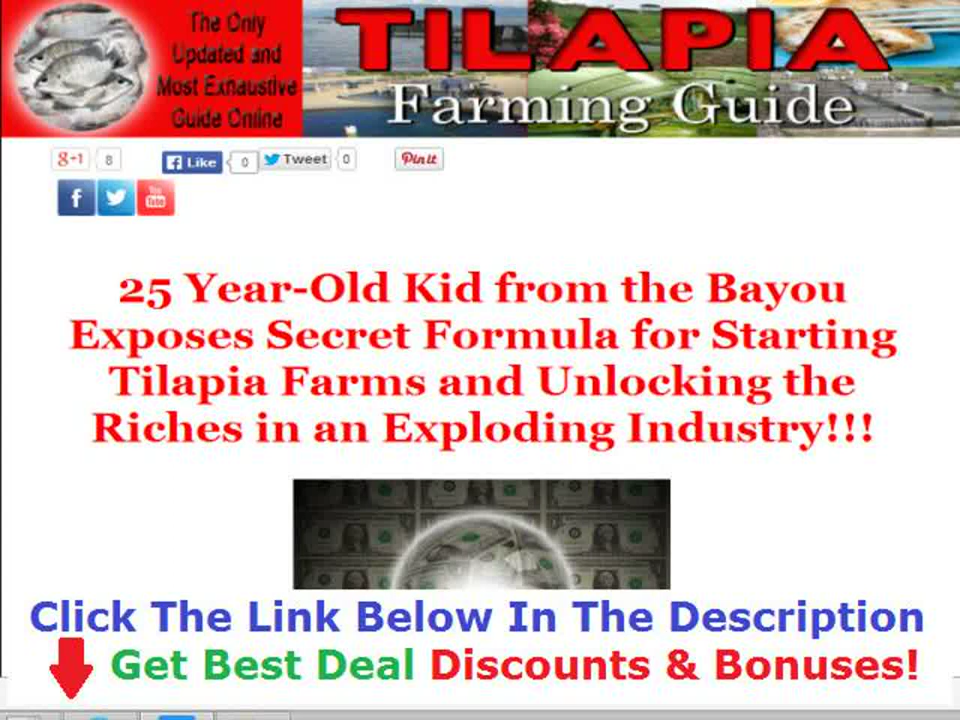 The Only
Updated and
Most Exhaustive
Guide Online
TILAPIA
Farming Guide
g+1 8
Like 0
Tweet 0
Pin it
f
You
Tube
25 Year-Old Kid from the Bayou
Exposes Secret Formula for Starting
Tilapia Farms and Unlocking the
Riches in an Exploding Industry!!!
Click The Link Below In The Description
Get Best Deal Discounts & Bonuses!